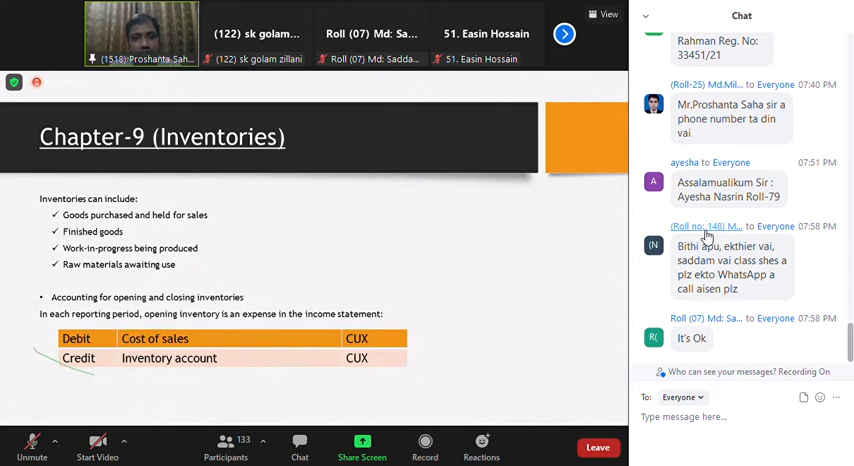 View
(122) sk golam...
Roll (07) Md: Sa...
51. Easin Hossain
(1518) Proshanta Sah...
(122) sk golam zillani
Roll (07) Md: Sadda...
51. Easin Hossain
Chapter-9 (Inventories)
Inventories can include:
✓ Goods purchased and held for sales
✓ Finished goods
✓ Work-in-progress being produced
✓ Raw materials awaiting use
• Accounting for opening and closing inventories
In each reporting period, opening inventory is an expense in the income statement:
Debit Cost of sales CUX
Credit Inventory account CUX
Unmute
Start Video
Participants
133
Chat
Share Screen
Record
Reactions
Leave
Chat
Rahman Reg. No:
33451/21
(Roll-25) Md.Mil... to Everyone 07:40 PM
Mr.Proshanta Saha sir a
phone number ta din
vai
ayesha to Everyone 07:51 PM
A
Assalamualikum Sir :
Ayesha Nasrin Roll-79
(Roll no: 148) M... to Everyone 07:58 PM
(N
Bithi apu, ekthier vai,
saddam vai class shes a
plz ekto WhatsApp a
call aisen plz
Roll (07) Md: Sa... to Everyone 07:58 PM
R(
It's Ok
Who can see your messages? Recording On
To: Everyone
Type message here...